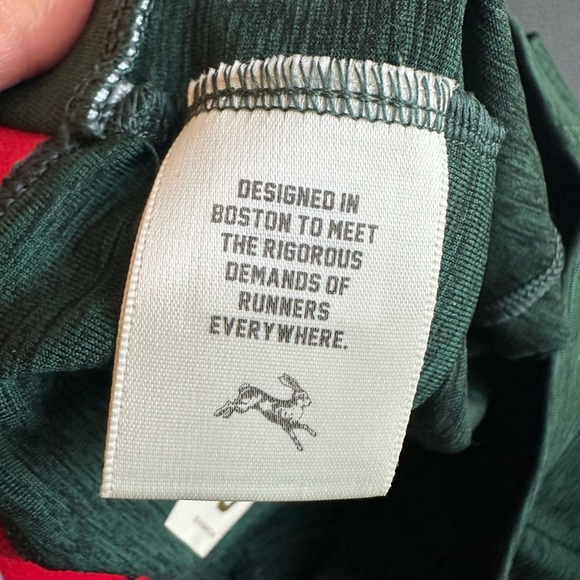 DESIGNED IN
BOSTON TO MEET
THE RIGOROUS
DEMANDS OF
RUNNERS
EVERYWHERE.